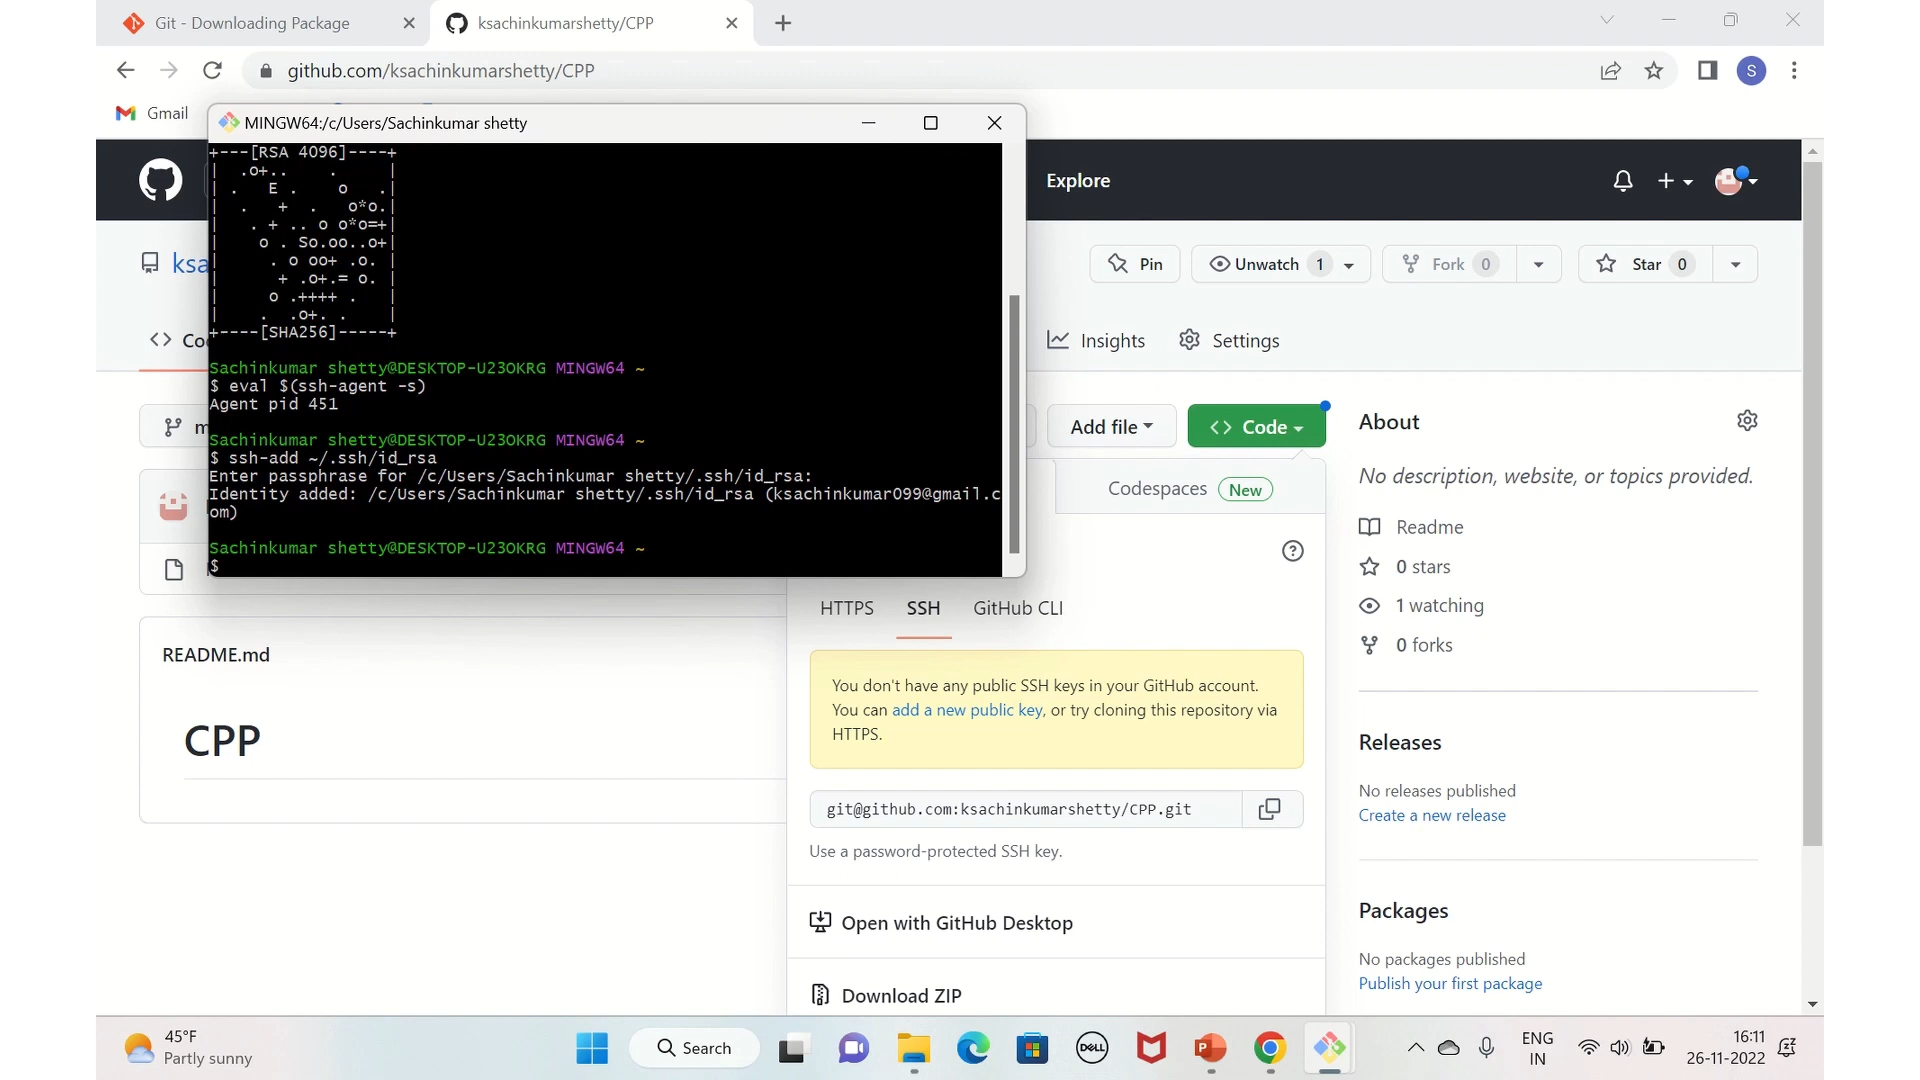 Git - Downloading Package
ksachinkumarshetty/CPP
github.com/ksachinkumarshetty/CPP
S
Gmail
MINGW64:/c/Users/Sachinkumar shetty
+---[RSA 4096]----+
|  .o+..    .     |
| .   E .    o   .|
|  .   +  .   o*o.|
|   . + .. o o*o=+|
|    o . So.oo..o+|
|     . o oo+ .o. |
|      + .o+.= o. |
|     o .++++ .   |
|    .  .o+. .    |
+----[SHA256]-----+
Sachinkumar shetty@DESKTOP-U23OKRG MINGW64 ~
$ eval $(ssh-agent -s)
Agent pid 451
Sachinkumar shetty@DESKTOP-U23OKRG MINGW64 ~
$ ssh-add ~/.ssh/id_rsa
Enter passphrase for /c/Users/Sachinkumar shetty/.ssh/id_rsa:
Identity added: /c/Users/Sachinkumar shetty/.ssh/id_rsa (ksachinkumar099@gmail.c
om)
Sachinkumar shetty@DESKTOP-U23OKRG MINGW64 ~
$
Explore
ksa
Pin
Unwatch 1
Fork 0
Star 0
Co
Insights
Settings
m
Add file
<> Code
Codespaces New
HTTPS
SSH
GitHub CLI
You don't have any public SSH keys in your GitHub account.
You can add a new public key, or try cloning this repository via
HTTPS.
git@github.com:ksachinkumarshetty/CPP.git
Use a password-protected SSH key.
Open with GitHub Desktop
Download ZIP
README.md
CPP
About
No description, website, or topics provided.
Readme
0 stars
1 watching
0 forks
Releases
No releases published
Create a new release
Packages
No packages published
Publish your first package
45°F
Partly sunny
Search
DELL
ENG
IN
16:11
26-11-2022